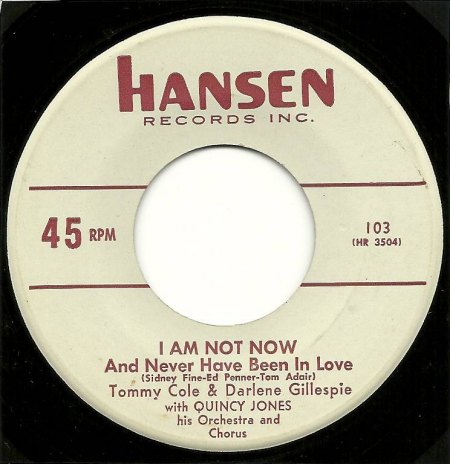 HANSEN
RECORDS INC.
45 RPM
103
(HR 3504)
I AM NOT NOW
And Never Have Been In Love
(Sidney Fine-Ed Penner-Tom Adair)
Tommy Cole & Darlene Gillespie
with QUINCY JONES
his Orchestra and
Chorus